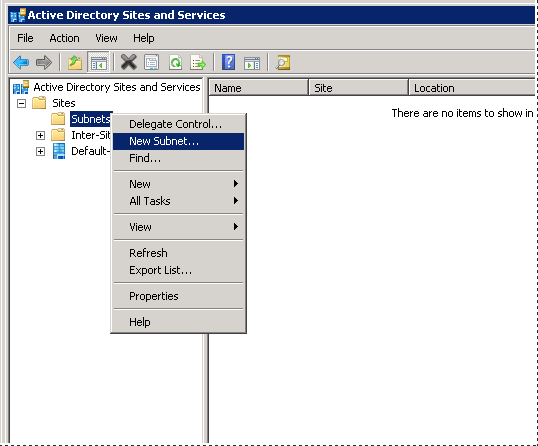 Active Directory Sites and Services
File Action View Help
Active Directory Sites and Services
Name Site Location
Sites
There are no items to show in
Subnets
Inter-Sit
Default-
Delegate Control...
New Subnet...
Find...
New
All Tasks
View
Refresh
Export List...
Properties
Help